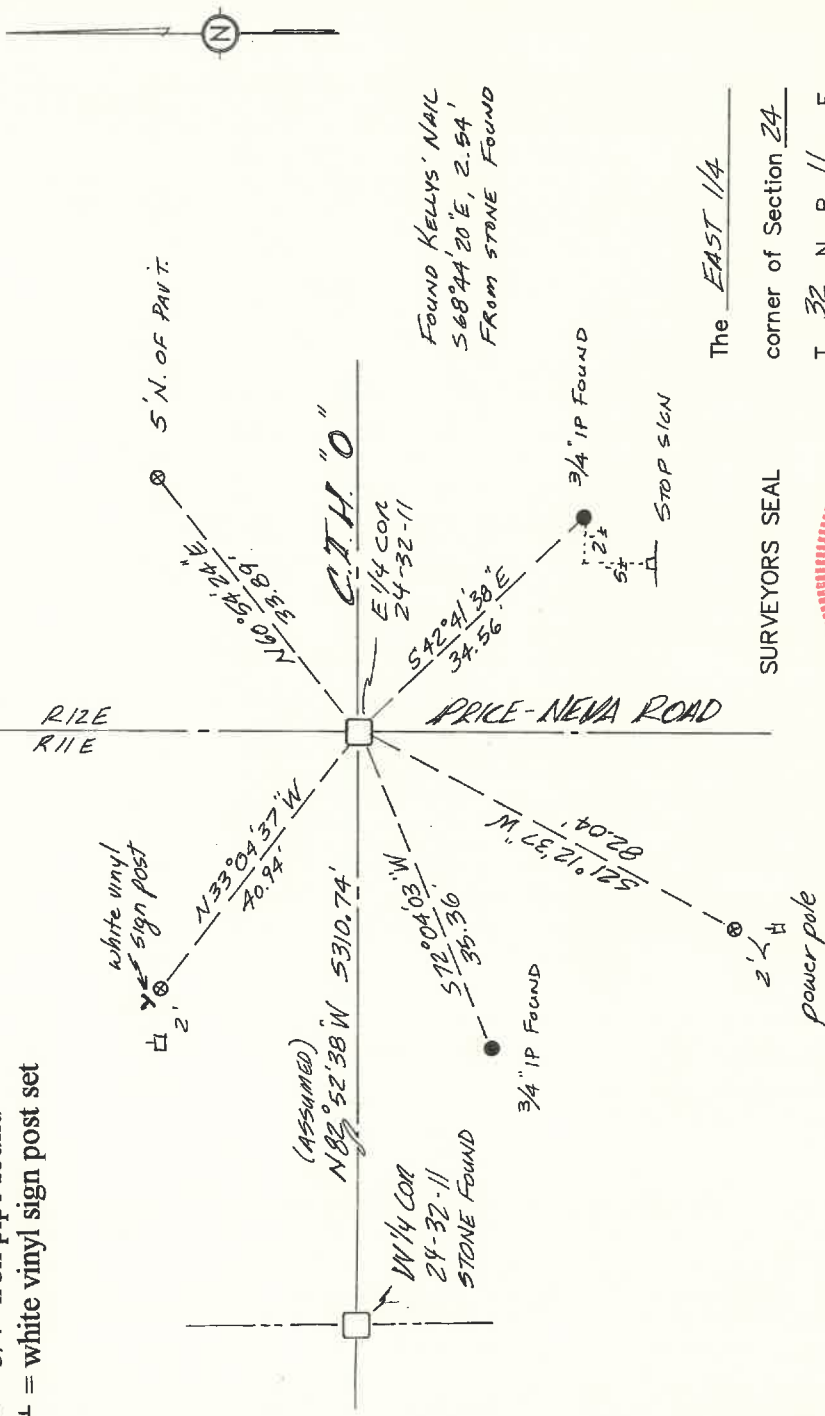 = white vinyl sign post set
N
R12E
R11E
white vinyl
sign post
2'
N33°04'37"W
40.94'
N60°54'24"E
33.89'
5' N. OF PAV'T.
C.T.H. "O"
E 1/4 COR
24-32-11
(ASSUMED)
N82°52'38"W 5310.74'
W 1/4 COR
24-32-11
STONE FOUND
S72°04'03"W
35.36'
3/4" IP FOUND
S42°41'38"E
34.56'
3/4" IP FOUND
2'±
5±
STOP SIGN
PRICE-NEVA ROAD
S21°12'37"W
82.04'
2'
power pole
FOUND KELLYS' NAIL
S68°44'20"E, 2.54'
FROM STONE FOUND
The EAST 1/4
corner of Section 24
T 32 N R 11 E
SURVEYORS SEAL